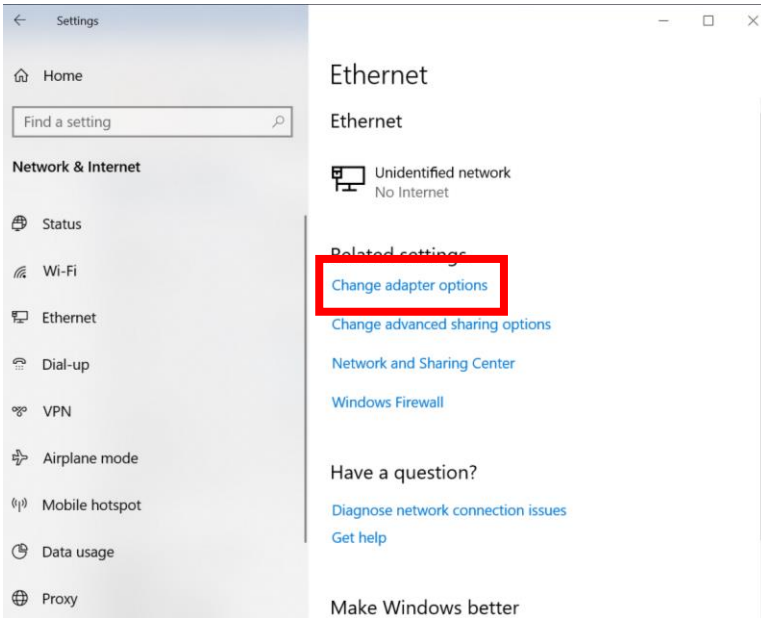 Settings
Home
Find a setting
Network & Internet
Status
Wi-Fi
Ethernet
Dial-up
VPN
Airplane mode
Mobile hotspot
Data usage
Proxy
Ethernet
Ethernet
Unidentified network
No Internet
Related settings
Change adapter options
Change advanced sharing options
Network and Sharing Center
Windows Firewall
Have a question?
Diagnose network connection issues
Get help
Make Windows better